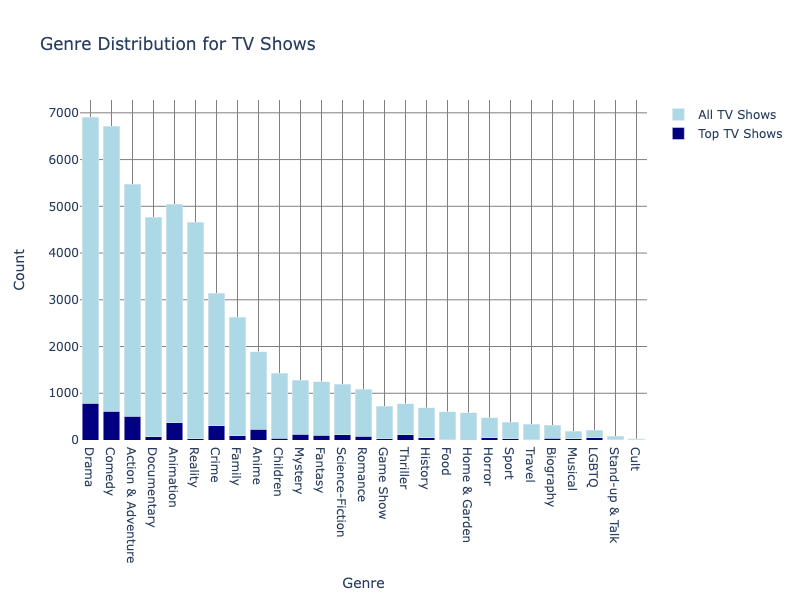 Genre Distribution for TV Shows
All TV Shows
Top TV Shows
7000
6000
5000
4000
3000
2000
1000
0
Count
Drama
Comedy
Action & Adventure
Documentary
Animation
Reality
Crime
Family
Anime
Children
Mystery
Fantasy
Science-Fiction
Romance
Game Show
Thriller
History
Food
Home & Garden
Horror
Sport
Travel
Biography
Musical
LGBTQ
Stand-up & Talk
Cult
Genre